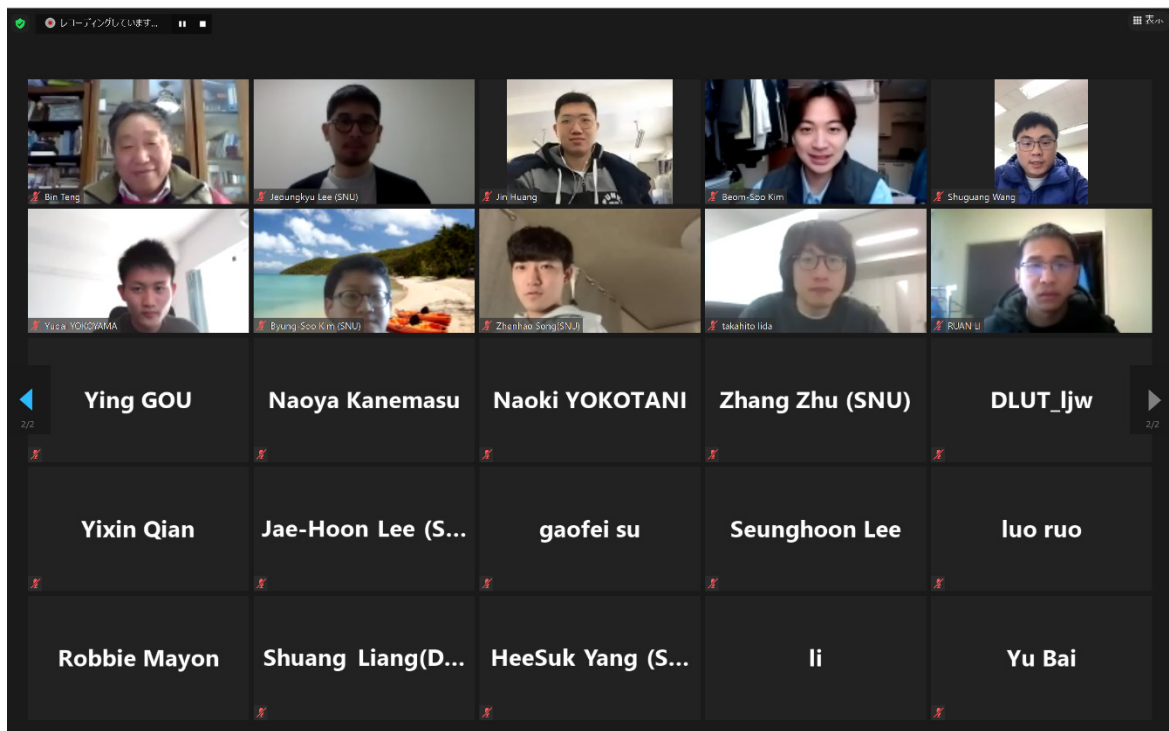 レコーディングしています...
表示
Bin Teng
Jeoungkyu Lee (SNU)
Jin Huang
Beom-Soo Kim
Shuguang Wang
Yusei YOKOYAMA
Byung-Soo Kim (SNU)
Zhenhao Song(SNU)
takahito Iida
RUAN LI
Ying GOU
Naoya Kanemasu
Naoki YOKOTANI
Zhang Zhu (SNU)
DLUT_ljw
2/2
2/2
Yixin Qian
Jae-Hoon Lee (S...
gaofei su
Seunghoon Lee
luo ruo
Robbie Mayon
Shuang Liang(D...
HeeSuk Yang (S...
li
Yu Bai